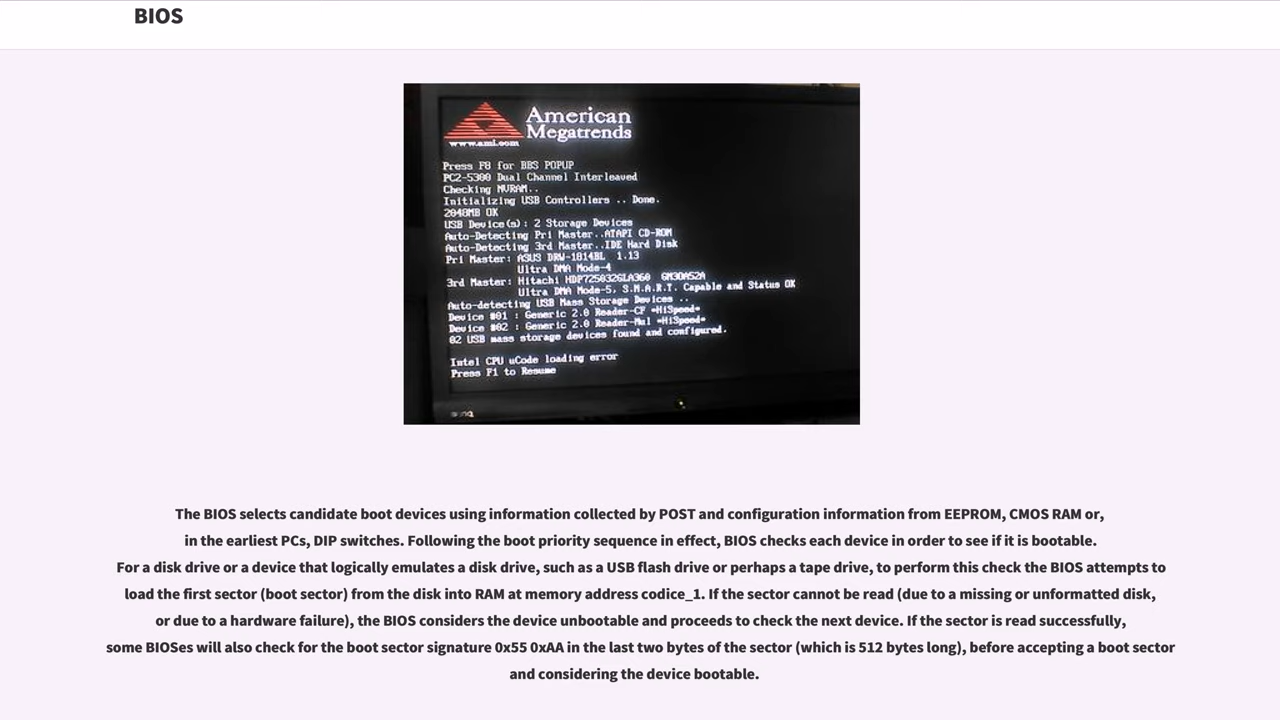 BIOS
American
Megatrends
www.ami.com
Press F8 for BBS POPUP
PC2-5300 Dual Channel Interleaved
Checking NVRAM..
Initializing USB Controllers .. Done.
2048MB OK
USB Device(s): 2 Storage Devices
Auto-Detecting Pri Master..ATAPI CD-ROM
Auto-Detecting 3rd Master..IDE Hard Disk
Pri Master: ASUS DRW-1814BL 1.13
Ultra DMA Mode-4
3rd Master: Hitachi HDP725032GLA360 GM3OA52A
Ultra DMA Mode-5, S.M.A.R.T. Capable and Status OK
Auto-detecting USB Mass Storage Devices ..
Device #01 : Generic 2.0 Reader-CF *HiSpeed*
Device #02 : Generic 2.0 Reader-Mul *HiSpeed*
02 USB mass storage devices found and configured.
Intel CPU uCode loading error
Press F1 to Resume
The BIOS selects candidate boot devices using information collected by POST and configuration information from EEPROM, CMOS RAM or,
in the earliest PCs, DIP switches. Following the boot priority sequence in effect, BIOS checks each device in order to see if it is bootable.
For a disk drive or a device that logically emulates a disk drive, such as a USB flash drive or perhaps a tape drive, to perform this check the BIOS attempts to
load the first sector (boot sector) from the disk into RAM at memory address codice_1. If the sector cannot be read (due to a missing or unformatted disk,
or due to a hardware failure), the BIOS considers the device unbootable and proceeds to check the next device. If the sector is read successfully,
some BIOSes will also check for the boot sector signature 0x55 0xAA in the last two bytes of the sector (which is 512 bytes long), before accepting a boot sector
and considering the device bootable.